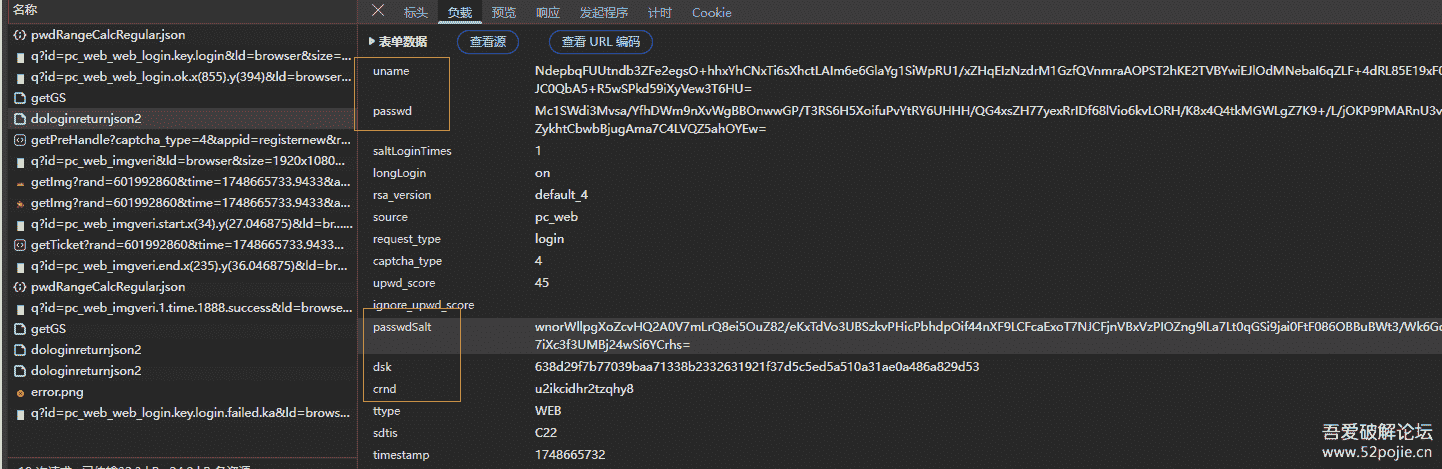 名称
pwdRangeCalcRegular.json
q?id=pc_web_web_login.key.login&ld=browser&size=...
q?id=pc_web_web_login.ok.x(855).y(394)&ld=browser...
getGS
dologinreturnjson2
getPreHandle?captcha_type=4&appid=registernew&r...
q?id=pc_web_imgveri&ld=browser&size=1920x1080...
getImg?rand=601992860&time=1748665733.9433&a...
getImg?rand=601992860&time=1748665733.9433&a...
q?id=pc_web_imgveri.start.x(34).y(27.046875)&ld=br......
getTicket?rand=601992860&time=1748665733.9433...
q?id=pc_web_imgveri.end.x(235).y(36.046875)&ld=br...
pwdRangeCalcRegular.json
q?id=pc_web_imgveri.1.time.1888.success&ld=browse...
getGS
dologinreturnjson2
dologinreturnjson2
error.png
q?id=pc_web_web_login.key.login.failed.ka&ld=brows...
标头 负载 预览 响应 发起程序 计时 Cookie
表单数据 查看源 查看 URL 编码
uname NdepbqFUUtndb3ZFe2egsO+hhxYhCNxTi6sXhctLAIm6e6GlaYg1SiWpRU1/xZHqEIzNzdrM1GzfQVnmraAOPST2hKE2TVBYwiEJlOdMNebaI6qZLF+4dRL85E19xF
JC0QbA5+R5wSPkd59iXyVew3T6HU=
passwd Mc1SWdi3Mvsa/YfhDWm9nXvWgBBOnwwGP/T3RS6H5XoifuPvYtRY6UHHH/QG4xsZH77yexRrIDf68lVio6kvLORH/K8x4Q4tkMGWLgZ7K9+/L/jOKP9PMARnU3v
ZykhtCbwbBjugAma7C4LVQZ5ahOYEw=
saltLoginTimes 1
longLogin on
rsa_version default_4
source pc_web
request_type login
captcha_type 4
upwd_score 45
ignore_upwd_score
passwdSalt wnorWllpgXoZcvHQ2A0V7mLrQ8ei5OuZ82/eKxTdVo3UBSzkvPHicPbhdpOif44nXF9LCFcaExoT7NJCFjnVBxVzPIOZng9lLa7Lt0qGSi9jai0FtF086OBBuBWt3/Wk6G
7iXc3f3UMBj24wSi6YCrhs=
dsk 638d29f7b77039baa71338b2332631921f37d5c5ed5a510a31ae0a486a829d53
crnd u2ikcidhr2tzqhy8
ttype WEB
sdtis C22
timestamp 1748665732
吾爱破解论坛
www.52pojie.cn